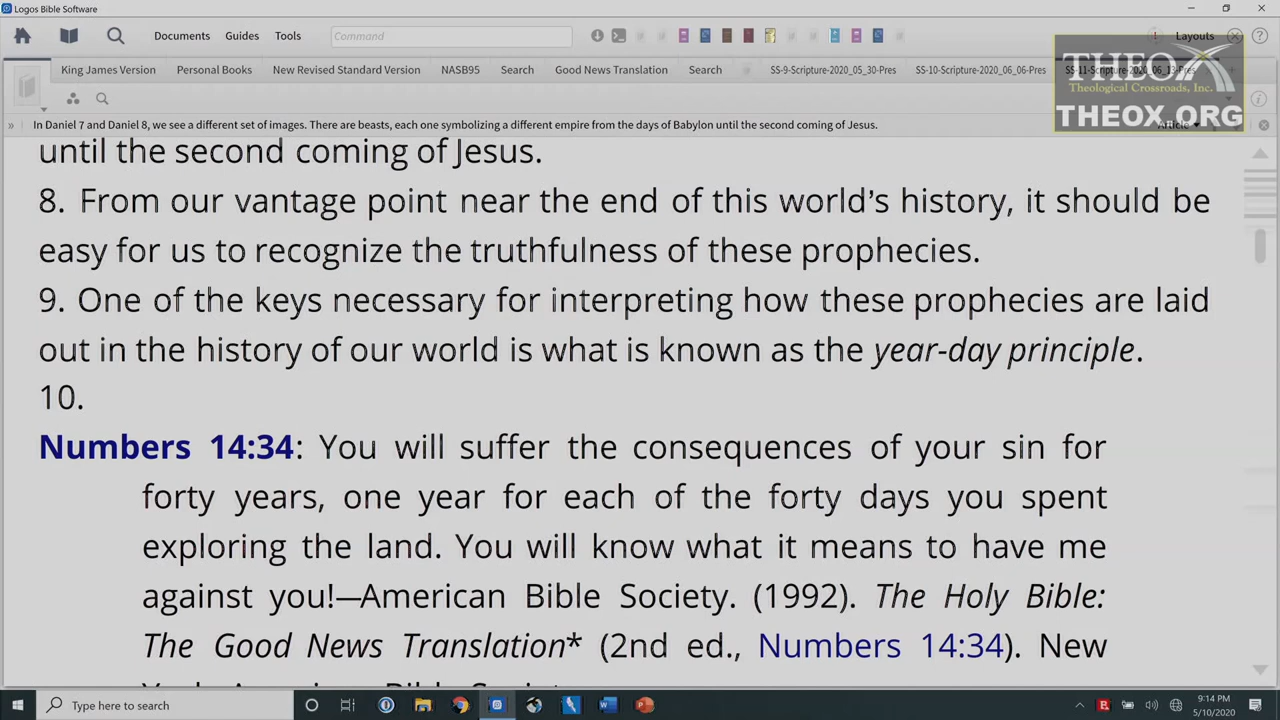 Logos Bible Software
Documents Guides Tools Command Layouts
King James Version Personal Books New Revised Standard NASB95 Search Good News Translation Search SS-9-Scripture-2020_05_30-Pres SS-10-Scripture-2020_06_06-Pres SS-11-Scripture-2020_06_13-Pres
THEOX
Theological Crossroads, Inc.
THEOX.ORG
Article
In Daniel 7 and Daniel 8, we see a different set of images. There are beasts, each one symbolizing a different empire from the days of Babylon until the second coming of Jesus.
until the second coming of Jesus.
8. From our vantage point near the end of this world's history, it should be
easy for us to recognize the truthfulness of these prophecies.
9. One of the keys necessary for interpreting how these prophecies are laid
out in the history of our world is what is known as the year-day principle.
10.
Numbers 14:34: You will suffer the consequences of your sin for
forty years, one year for each of the forty days you spent
exploring the land. You will know what it means to have me
against you!—American Bible Society. (1992). The Holy Bible:
The Good News Translation* (2nd ed., Numbers 14:34). New
Type here to search
9:14 PM
5/10/2020